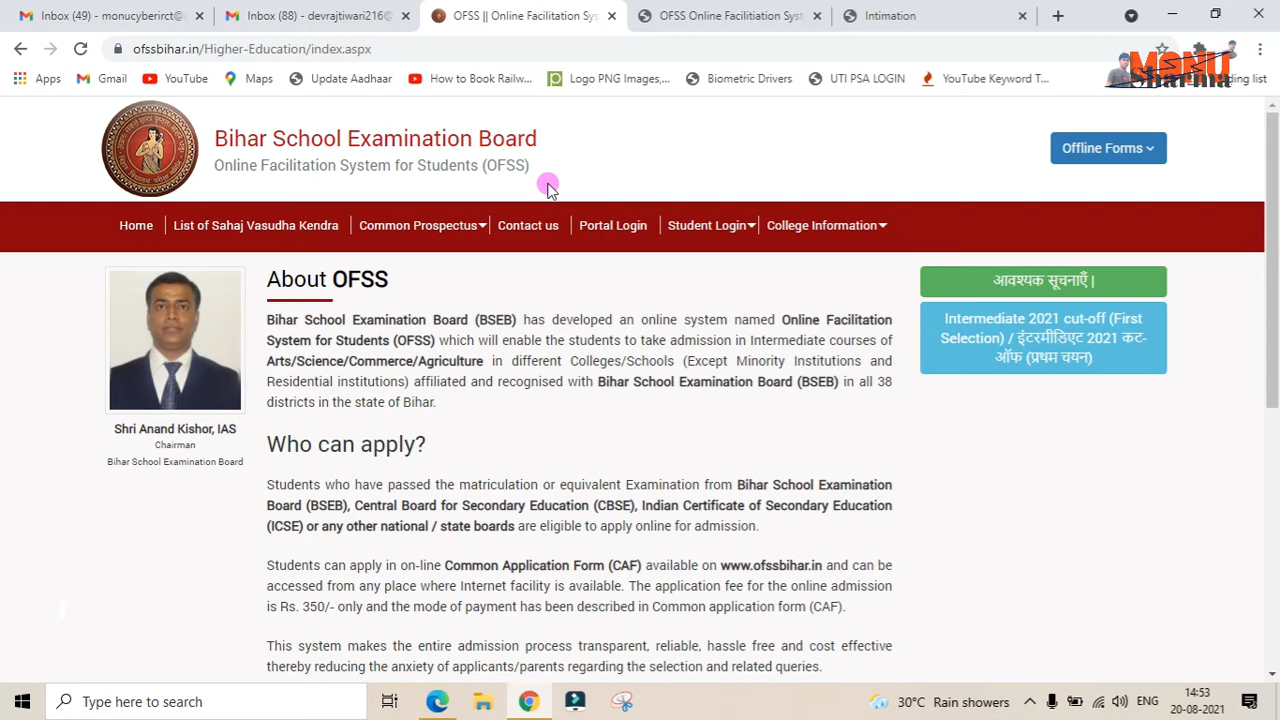 Inbox (49) - monucyberirct@g
Inbox (88) - devrajtiwari216@g
OFSS || Online Facilitation Sys
OFSS Online Facilitiation Syst
Intimation
ofssbihar.in/Higher-Education/index.aspx
Apps
Gmail
YouTube
Maps
Update Aadhaar
How to Book Railw...
Logo PNG Images,...
Biometric Drivers
UTI PSA LOGIN
YouTube Keyword T...
ding list
MONU
Sharma
Bihar School Examination Board
Online Facilitation System for Students (OFSS)
Offline Forms
Home
List of Sahaj Vasudha Kendra
Common Prospectus
Contact us
Portal Login
Student Login
College Information
Shri Anand Kishor, IAS
Chairman
Bihar School Examination Board
About OFSS
Bihar School Examination Board (BSEB) has developed an online system named Online Facilitation
System for Students (OFSS) which will enable the students to take admission in Intermediate courses of
Arts/Science/Commerce/Agriculture in different Colleges/Schools (Except Minority Institutions and
Residential institutions) affiliated and recognised with Bihar School Examination Board (BSEB) in all 38
districts in the state of Bihar.
Who can apply?
Students who have passed the matriculation or equivalent Examination from Bihar School Examination
Board (BSEB), Central Board for Secondary Education (CBSE), Indian Certificate of Secondary Education
(ICSE) or any other national / state boards are eligible to apply online for admission.
Students can apply in on-line Common Application Form (CAF) available on www.ofssbihar.in and can be
accessed from any place where Internet facility is available. The application fee for the online admission
is Rs. 350/- only and the mode of payment has been described in Common application form (CAF).
This system makes the entire admission process transparent, reliable, hassle free and cost effective
thereby reducing the anxiety of applicants/parents regarding the selection and related queries.
आवश्यक सूचनाएँ |
Intermediate 2021 cut-off (First
Selection) / इंटरमीडिएट 2021 कट-
ऑफ (प्रथम चयन)
Type here to search
30°C Rain showers
ENG
14:53
20-08-2021